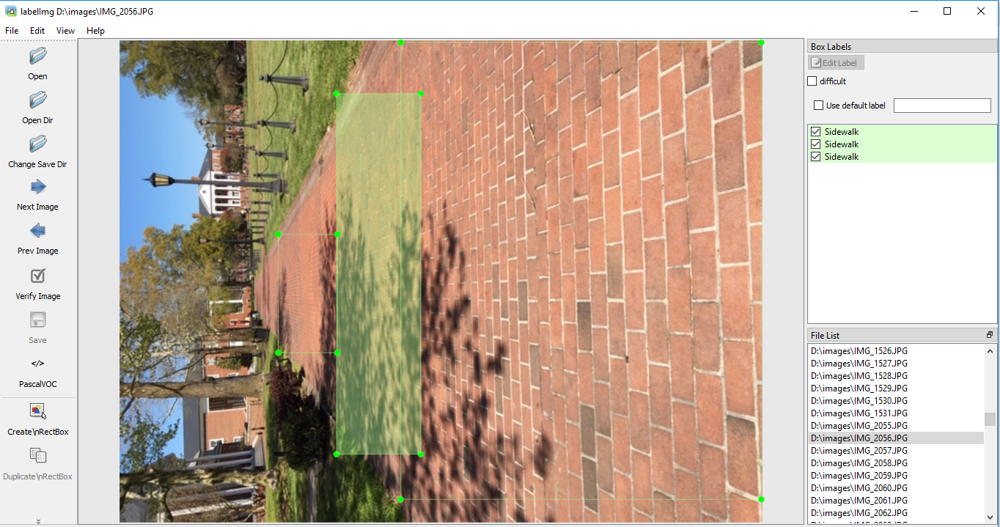 labelImg D:\images\IMG_2056.JPG
File Edit View Help
Open
Open Dir
Change Save Dir
Next Image
Prev Image
Verify Image
Save
</>
PascalVOC
Create\nRectBox
Duplicate\nRectBox
Box Labels
Edit Label
difficult
Use default label
Sidewalk
Sidewalk
Sidewalk
File List
D:\images\IMG_1526.JPG
D:\images\IMG_1527.JPG
D:\images\IMG_1528.JPG
D:\images\IMG_1529.JPG
D:\images\IMG_1530.JPG
D:\images\IMG_1531.JPG
D:\images\IMG_2055.JPG
D:\images\IMG_2056.JPG
D:\images\IMG_2057.JPG
D:\images\IMG_2058.JPG
D:\images\IMG_2059.JPG
D:\images\IMG_2060.JPG
D:\images\IMG_2061.JPG
D:\images\IMG_2062.JPG